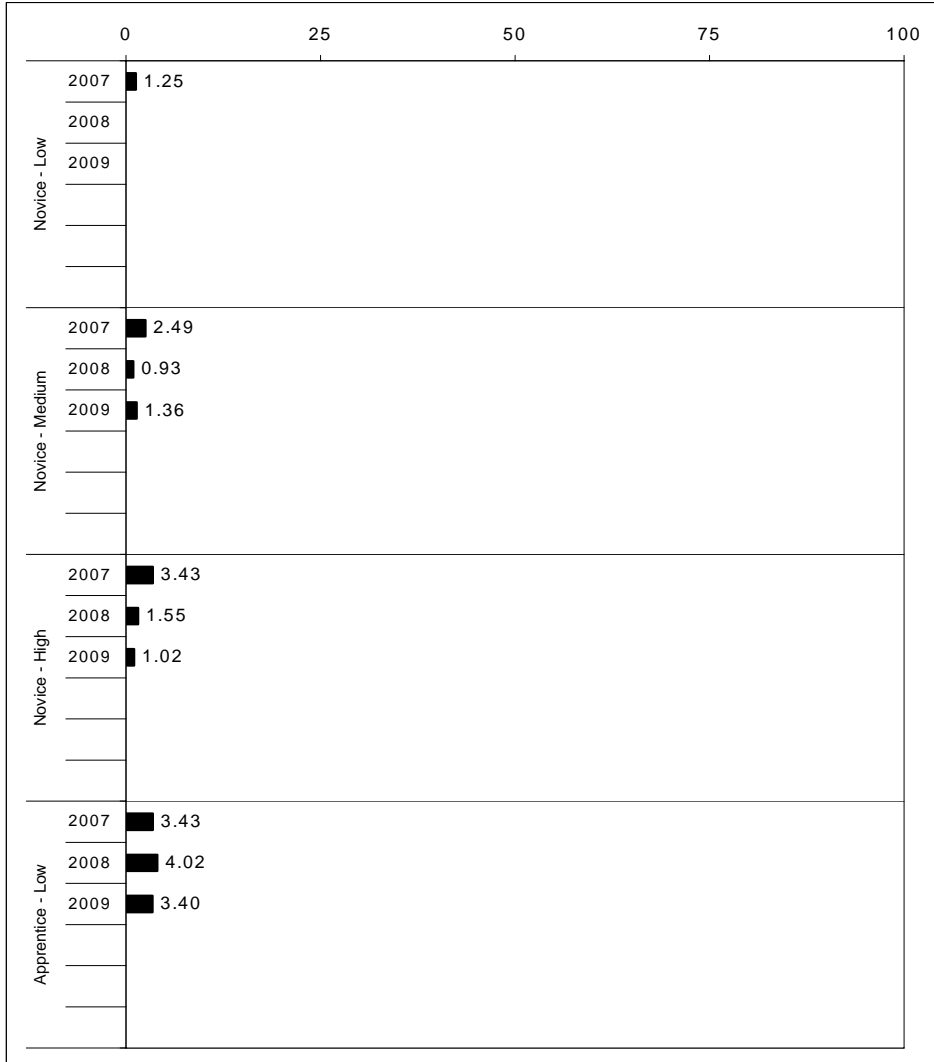 0 25 50 75 100
Novice - Low
2007 1.25
2008
2009
Novice - Medium
2007 2.49
2008 0.93
2009 1.36
Novice - High
2007 3.43
2008 1.55
2009 1.02
Apprentice - Low
2007 3.43
2008 4.02
2009 3.40